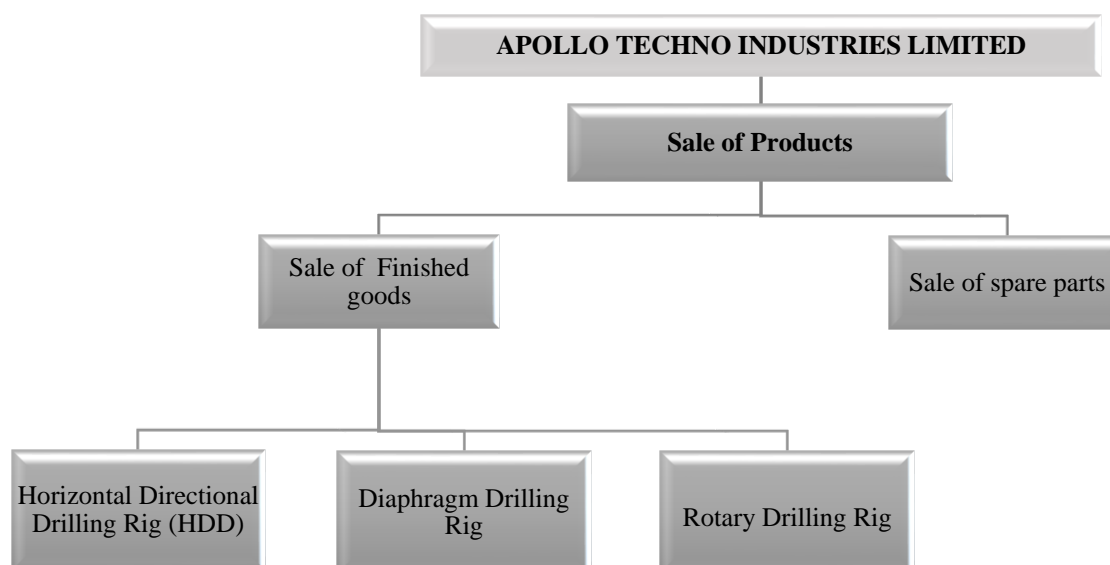 APOLLO TECHNO INDUSTRIES LIMITED
Sale of Products
Sale of Finished
goods
Sale of spare parts
Horizontal Directional
Drilling Rig (HDD)
Diaphragm Drilling
Rig
Rotary Drilling Rig